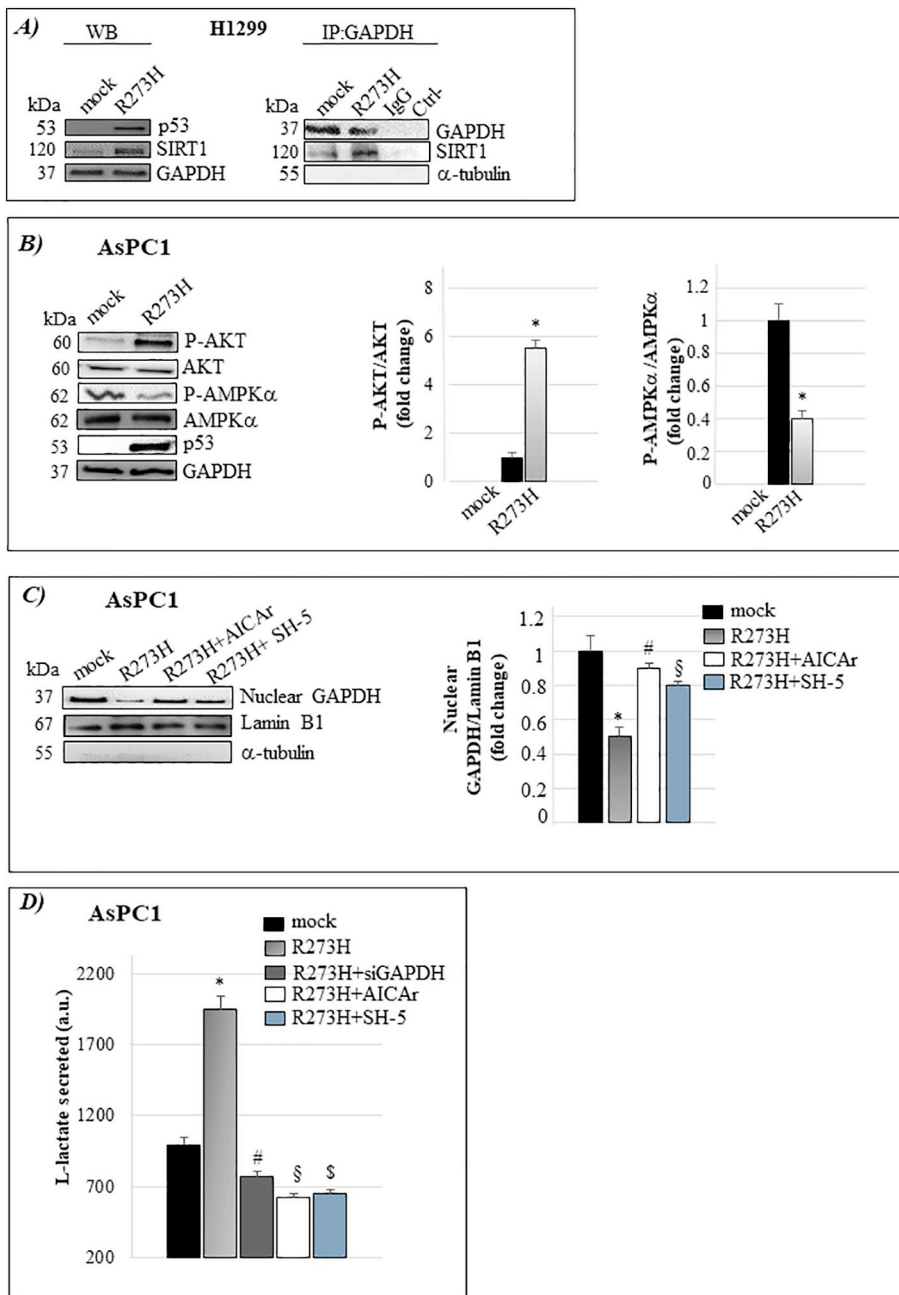 A)
WB H1299 IP:GAPDH
kDa mock R273H
53 p53
120 SIRT1
37 GAPDH
kDa mock R273H IgG Ctrl-
37 GAPDH
120 SIRT1
55 α-tubulin
B) AsPC1
kDa mock R273H
60 P-AKT
60 AKT
62 P-AMPKα
62 AMPKα
53 p53
37 GAPDH
P-AKT/AKT
(fold change)
8
6
4
2
0
mock R273H
*
P-AMPKα/AMPKα
(fold change)
1.2
1
0.8
0.6
0.4
0.2
0
mock R273H
*
C) AsPC1
kDa mock R273H R273H+AICAr R273H+ SH-5
37 Nuclear GAPDH
67 Lamin B1
55 α-tubulin
Nuclear
GAPDH/Lamin B1
(fold change)
1.2
1
0.8
0.6
0.4
0.2
0
* # §
mock
R273H
R273H+AICAr
R273H+SH-5
D) AsPC1
mock
R273H
R273H+siGAPDH
R273H+AICAr
R273H+SH-5
L-lactate secreted (a.u.)
2200
1700
1200
700
200
* # § $